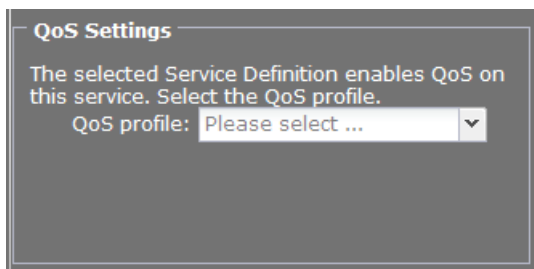 QoS Settings
The selected Service Definition enables QoS on
this service. Select the QoS profile.
QoS profile: Please select ...